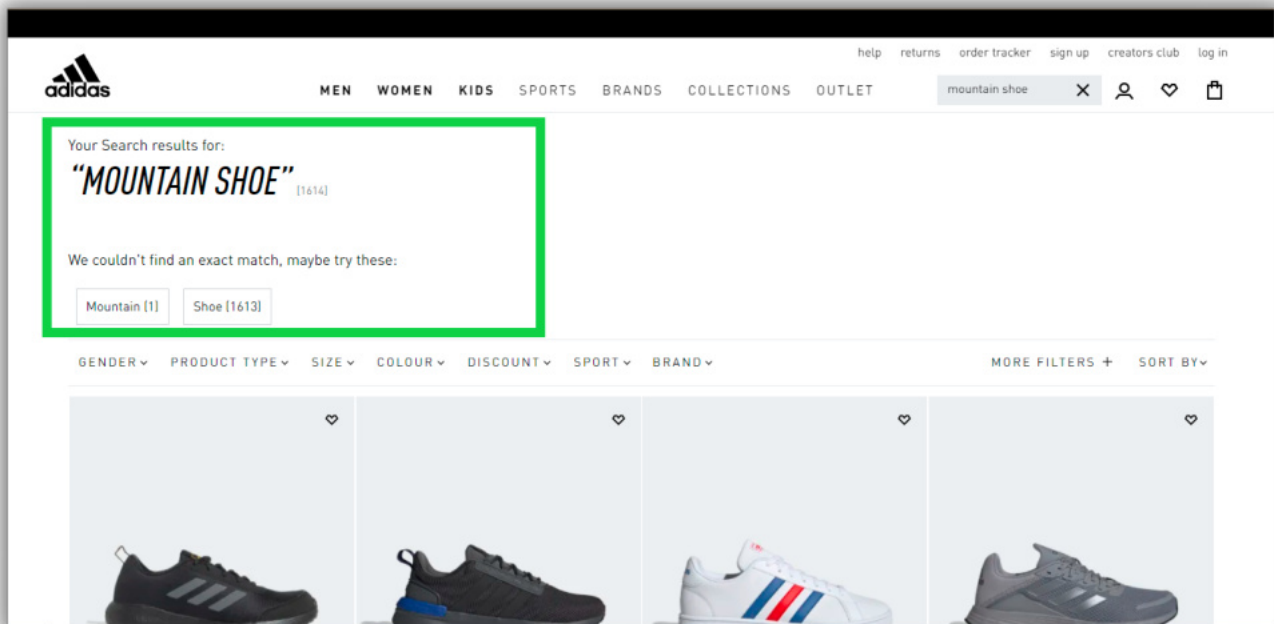 help returns order tracker sign up creators club log in
adidas
MEN WOMEN KIDS SPORTS BRANDS COLLECTIONS OUTLET mountain shoe
Your Search results for:
“MOUNTAIN SHOE” [1614]
We couldn't find an exact match, maybe try these:
Mountain [1] Shoe [1613]
GENDER PRODUCT TYPE SIZE COLOUR DISCOUNT SPORT BRAND MORE FILTERS + SORT BY